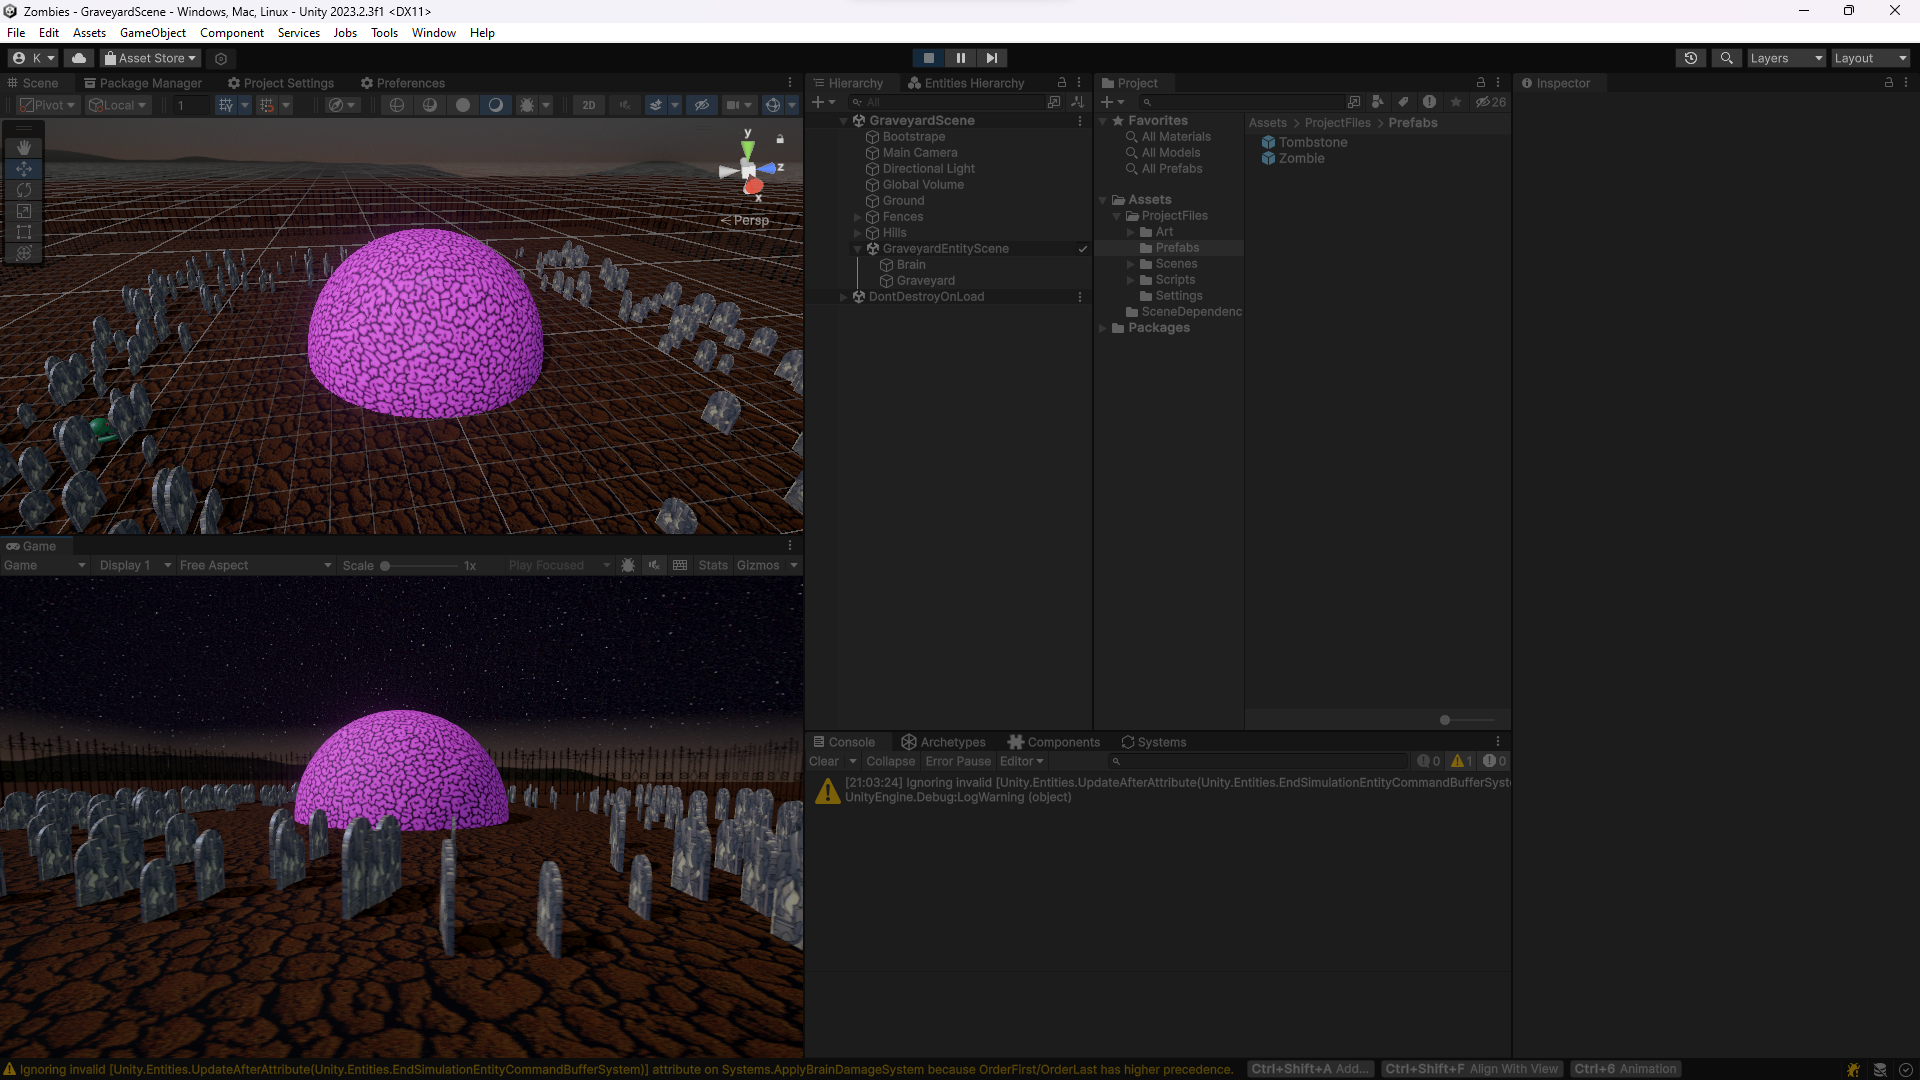 Zombies - GraveyardScene - Windows, Mac, Linux - Unity 2023.2.3f1 <DX11>
File Edit Assets GameObject Component Services Jobs Tools Window Help
K Asset Store Layers Layout
Scene Package Manager Project Settings Preferences
Pivot Local 1 2D
y
z
x
Persp
Game
Game Display 1 Free Aspect Scale 1x Play Focused Stats Gizmos
Hierarchy Entities Hierarchy
All
GraveyardScene
Bootstrape
Main Camera
Directional Light
Global Volume
Ground
Fences
Hills
GraveyardEntityScene
Brain
Graveyard
DontDestroyOnLoad
Project
26
Favorites
All Materials
All Models
All Prefabs
Assets
ProjectFiles
Art
Prefabs
Scenes
Scripts
Settings
SceneDependenc
Packages
Assets > ProjectFiles > Prefabs
Tombstone
Zombie
Inspector
Console Archetypes Components Systems
Clear Collapse Error Pause Editor 0 1 0
[21:03:24] Ignoring invalid [Unity.Entities.UpdateAfterAttribute(Unity.Entities.EndSimulationEntityCommandBufferSyst
UnityEngine.Debug:LogWarning (object)
Ignoring invalid [Unity.Entities.UpdateAfterAttribute(Unity.Entities.EndSimulationEntityCommandBufferSystem)] attribute on Systems.ApplyBrainDamageSystem because OrderFirst/OrderLast has higher precedence.
Ctrl+Shift+A Add... Ctrl+Shift+F Align With View Ctrl+6 Animation